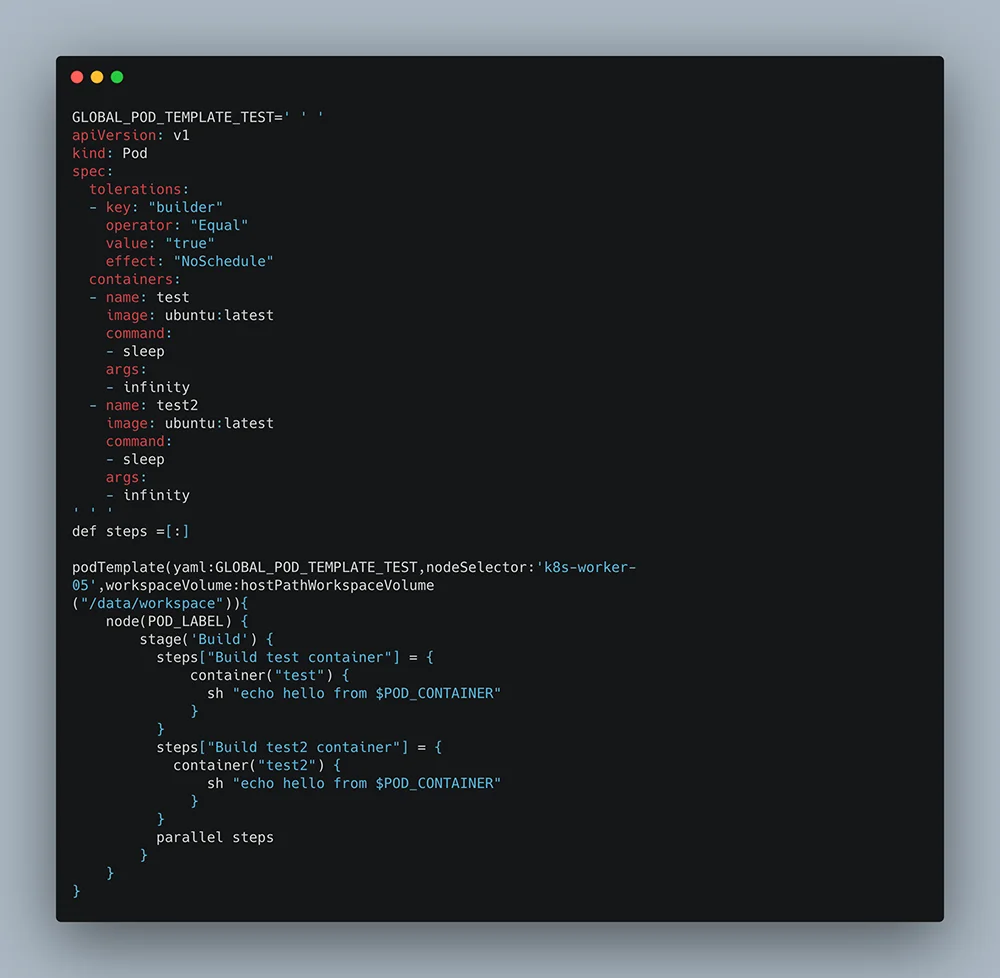 GLOBAL_POD_TEMPLATE_TEST=' ' '
apiVersion: v1
kind: Pod
spec:
  tolerations:
  - key: "builder"
    operator: "Equal"
    value: "true"
    effect: "NoSchedule"
  containers:
  - name: test
    image: ubuntu:latest
    command:
    - sleep
    args:
    - infinity
  - name: test2
    image: ubuntu:latest
    command:
    - sleep
    args:
    - infinity
' ' '
def steps =[:]

podTemplate(yaml:GLOBAL_POD_TEMPLATE_TEST,nodeSelector:'k8s-worker-
05',workspaceVolume:hostPathWorkspaceVolume
("/data/workspace")){
    node(POD_LABEL) {
        stage('Build') {
          steps["Build test container"] = {
              container("test") {
                sh "echo hello from $POD_CONTAINER"
              }
          }
          steps["Build test2 container"] = {
            container("test2") {
                sh "echo hello from $POD_CONTAINER"
              }
          }
          parallel steps
        }
    }
}